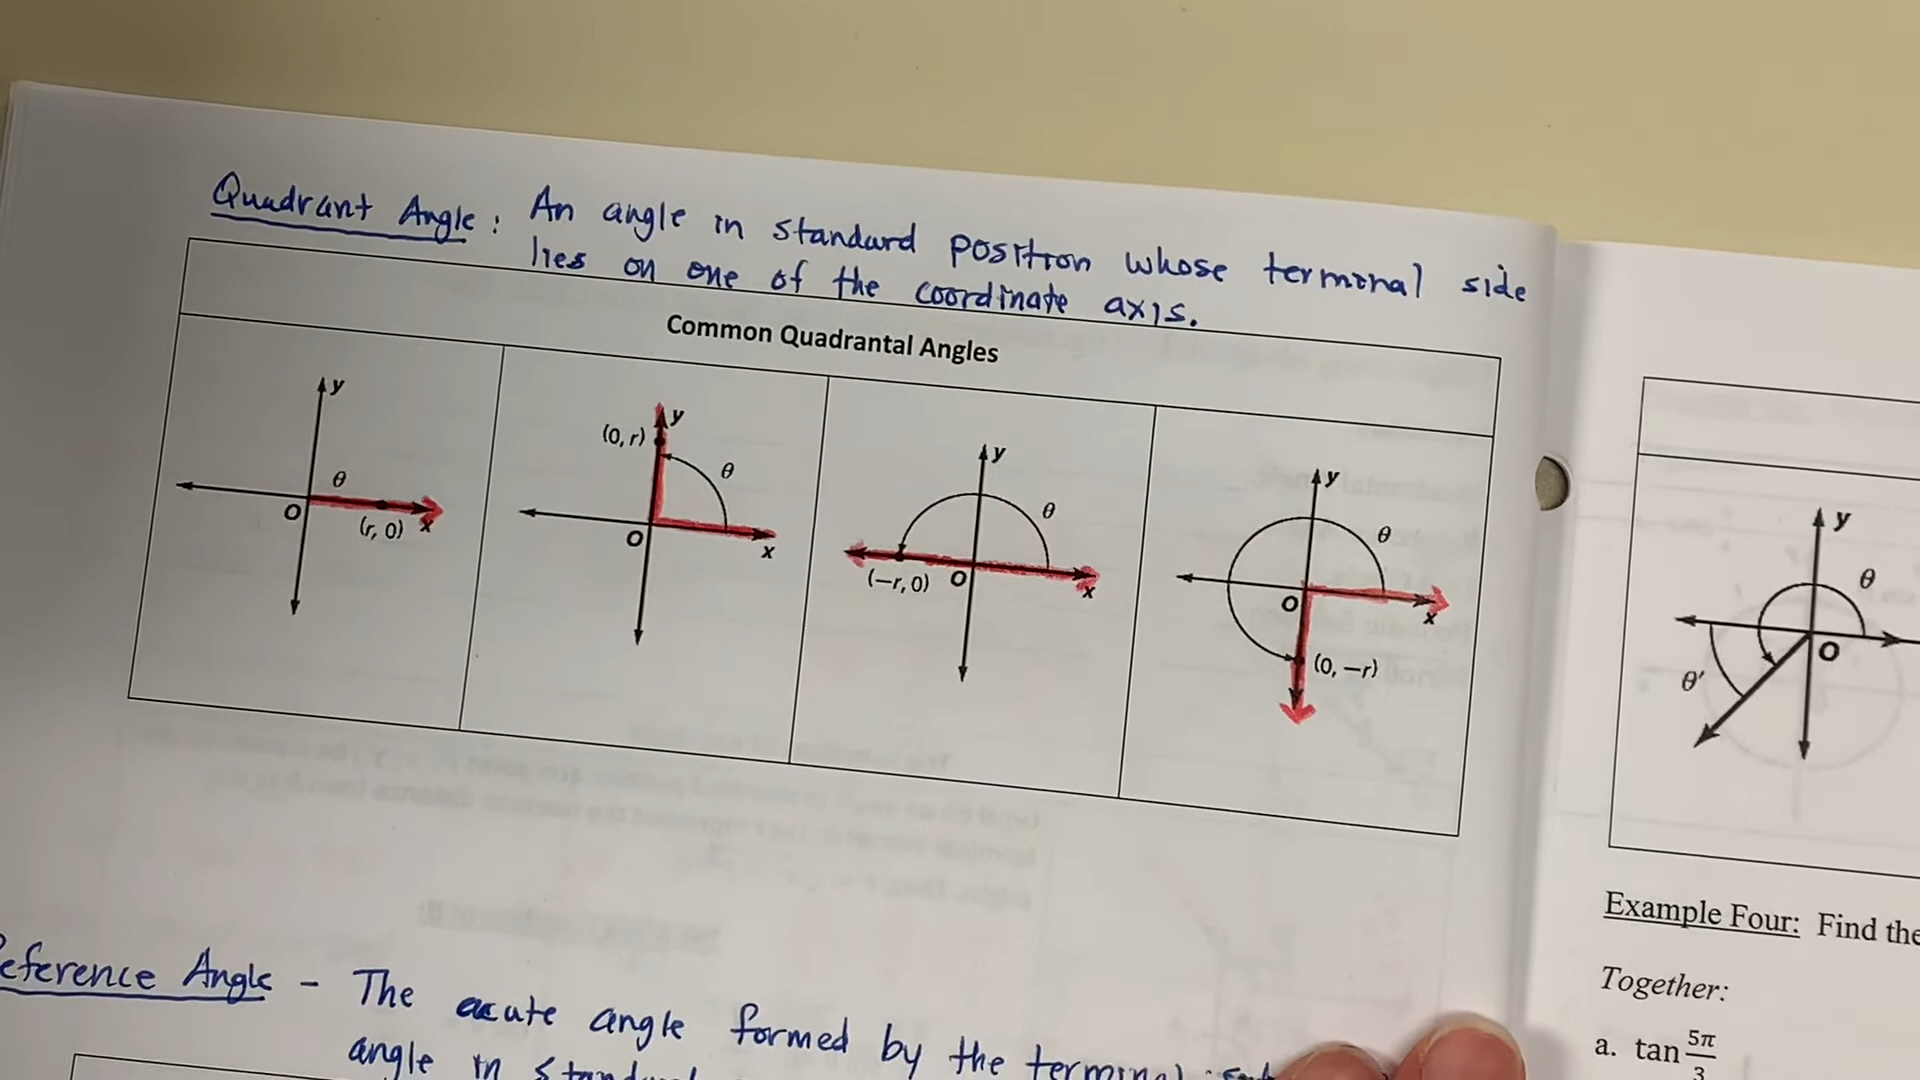 Quadrant Angle: An angle in standard position whose terminal side
lies on one of the coordinate axis.
Common Quadrantal Angles
y
θ
O
(r, 0)
x
(0, r)
y
θ
O
x
y
θ
(−r, 0)
O
x
y
θ
O
x
(0, −r)
y
θ
O
θ'
eference Angle - The acute angle formed by the terminal
angle in
Example Four: Find the
Together:
a. tan 5π/3